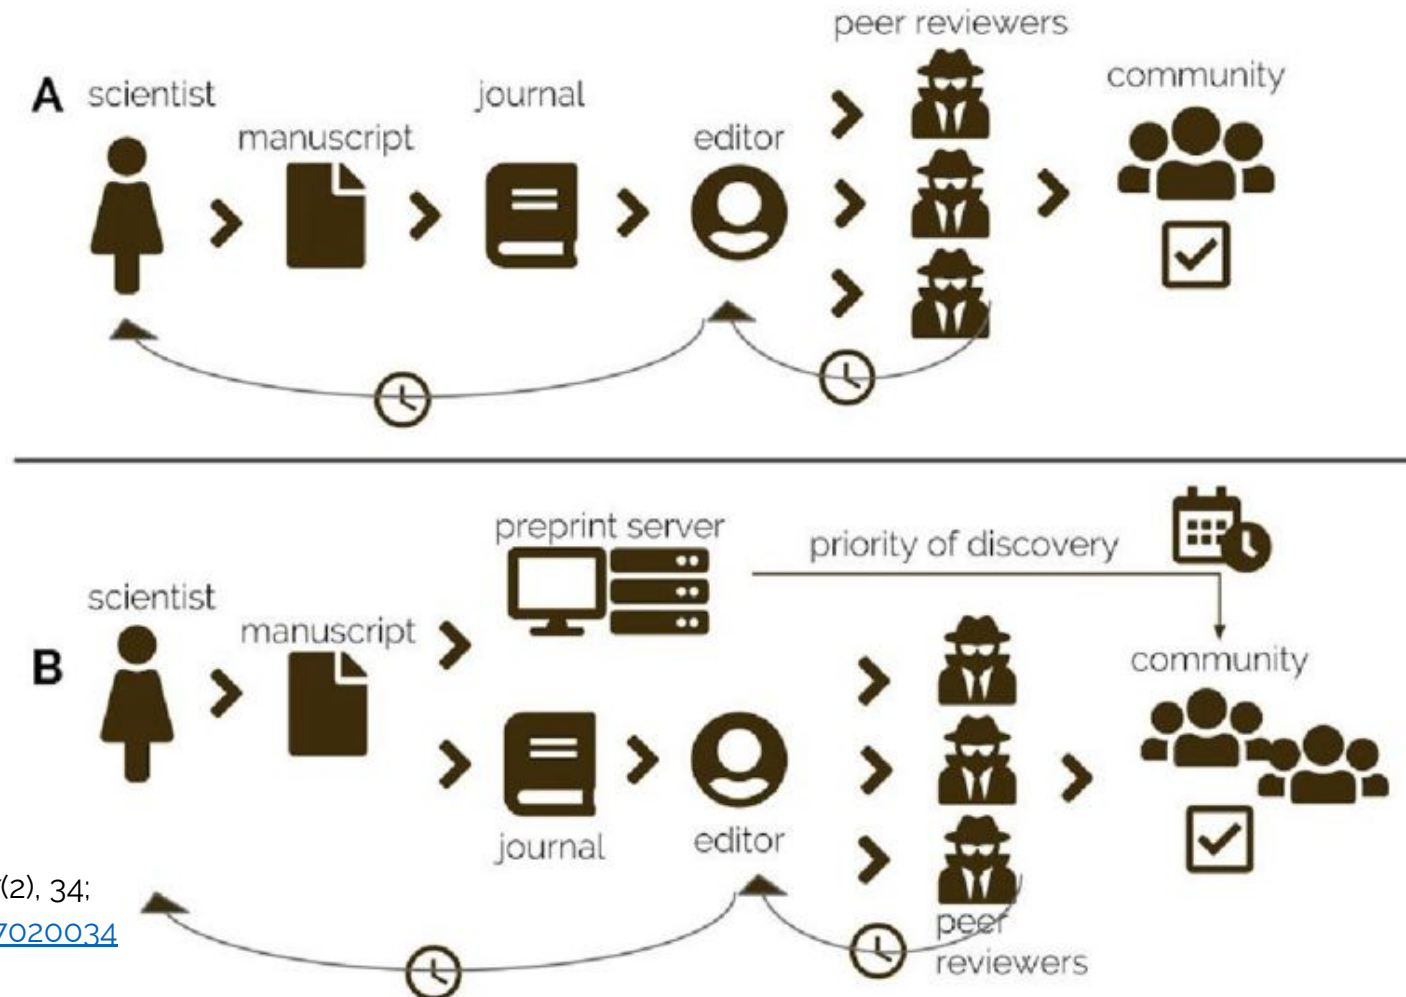 peer reviewers
A
scientist
journal
community
manuscript
editor
preprint server
priority of discovery
scientist
manuscript
community
B
journal
editor
(2), 34;
7020034
peer
reviewers